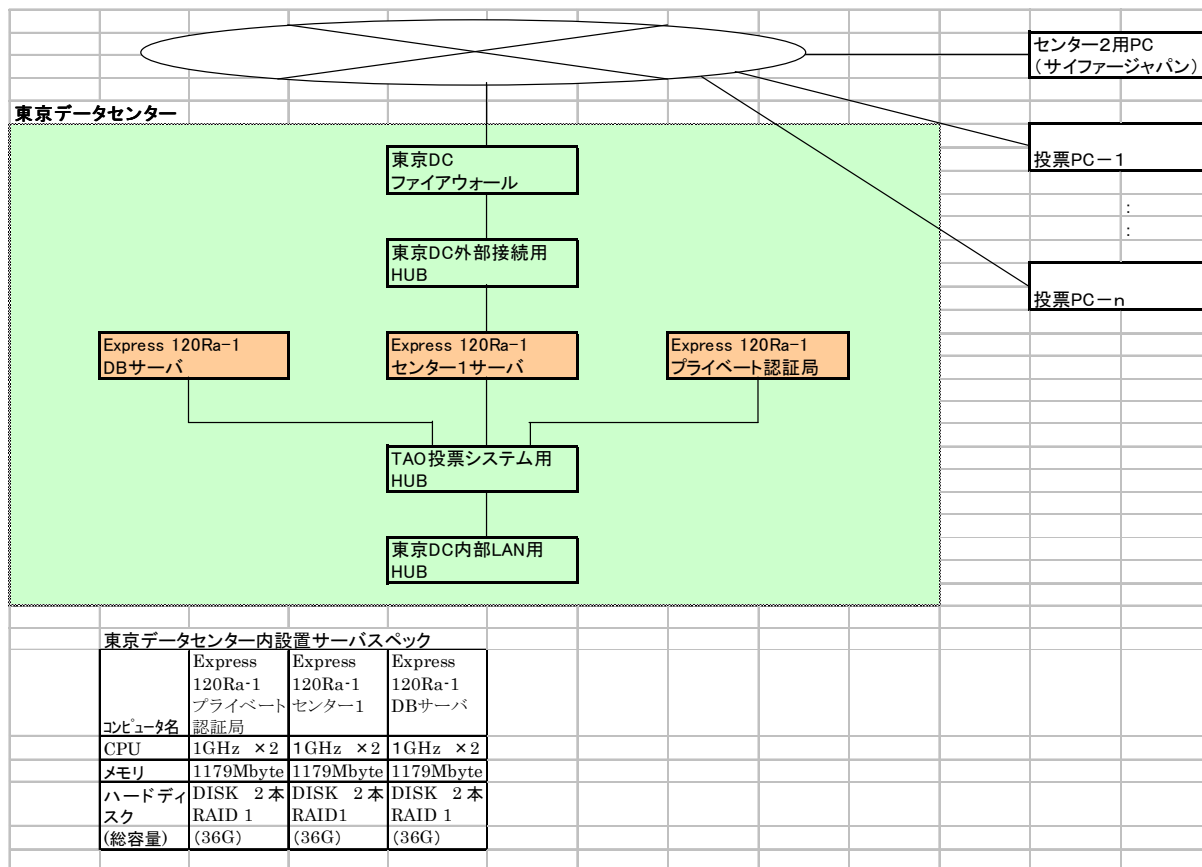 センター2用PC
(サイファージャパン)
東京データセンター
東京DC
ファイアウォール
投票PC-1
:
:
東京DC外部接続用
HUB
投票PC-n
Express 120Ra-1
DBサーバ
Express 120Ra-1
センター1サーバ
Express 120Ra-1
プライベート認証局
TAO投票システム用
HUB
東京DC内部LAN用
HUB
東京データセンター内設置サーバスペック
コンピュータ名
Express
120Ra-1
プライベート
認証局
Express
120Ra-1
センター1
Express
120Ra-1
DBサーバ
CPU 1GHz ×2 1GHz ×2 1GHz ×2
メモリ 1179Mbyte 1179Mbyte 1179Mbyte
ハードディ DISK 2本 DISK 2本 DISK 2本
スク RAID 1 RAID1 RAID 1
(総容量) (36G) (36G) (36G)